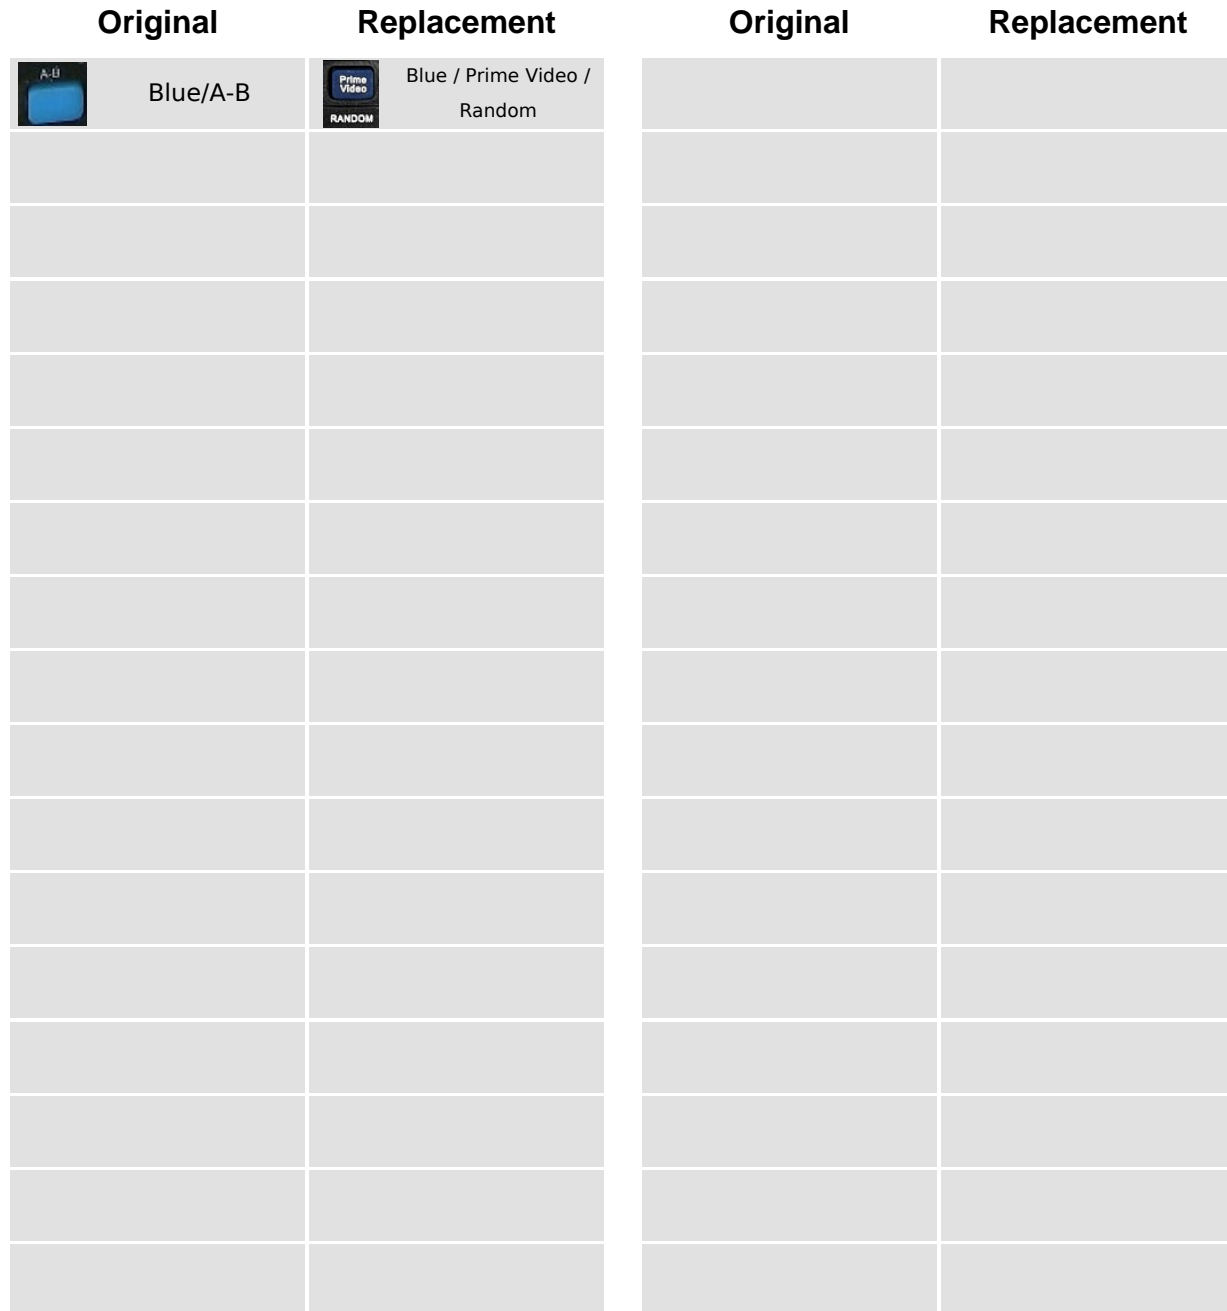 Original Replacement Original Replacement
A-B
Blue/A-B
Prime
Video
RANDOM
Blue / Prime Video /
Random